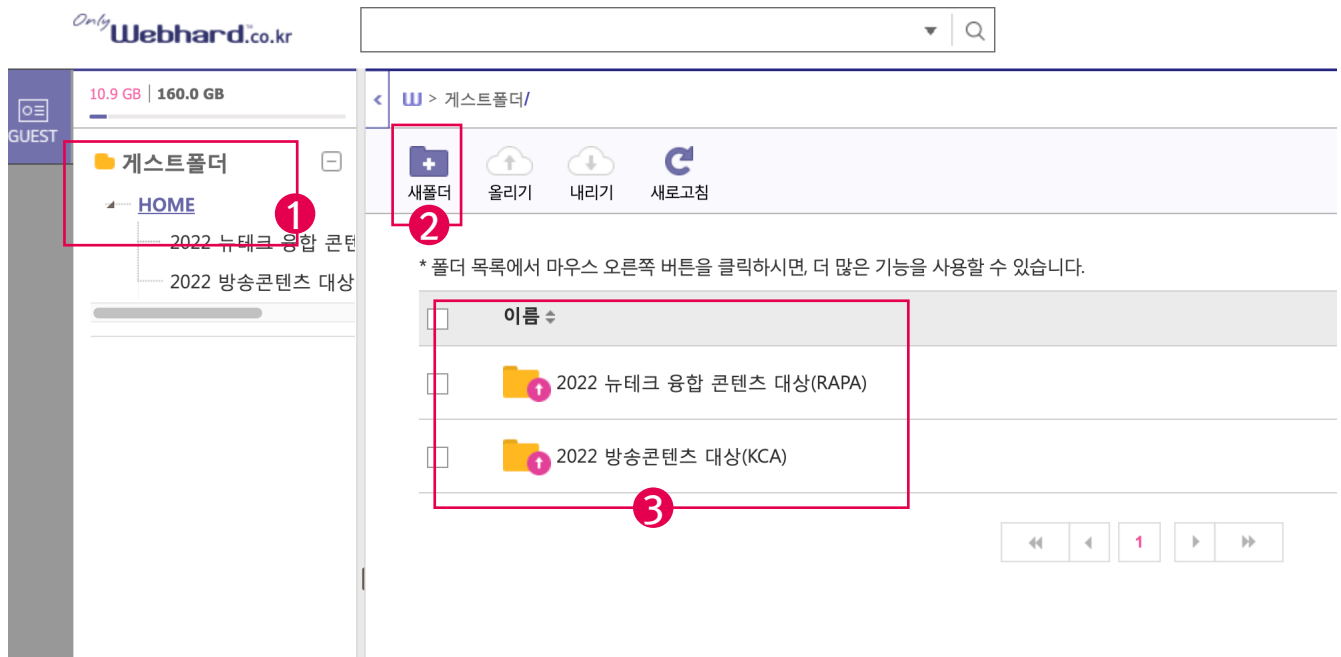 Only Webhard.co.kr
10.9 GB | 160.0 GB
GUEST
게스트폴더
HOME
2022 뉴테크 융합 콘텐
2022 방송콘텐츠 대상
1
W > 게스트폴더/
새폴더
올리기
내리기
새로고침
2
* 폴더 목록에서 마우스 오른쪽 버튼을 클릭하시면, 더 많은 기능을 사용할 수 있습니다.
이름
2022 뉴테크 융합 콘텐츠 대상(RAPA)
2022 방송콘텐츠 대상(KCA)
3
1